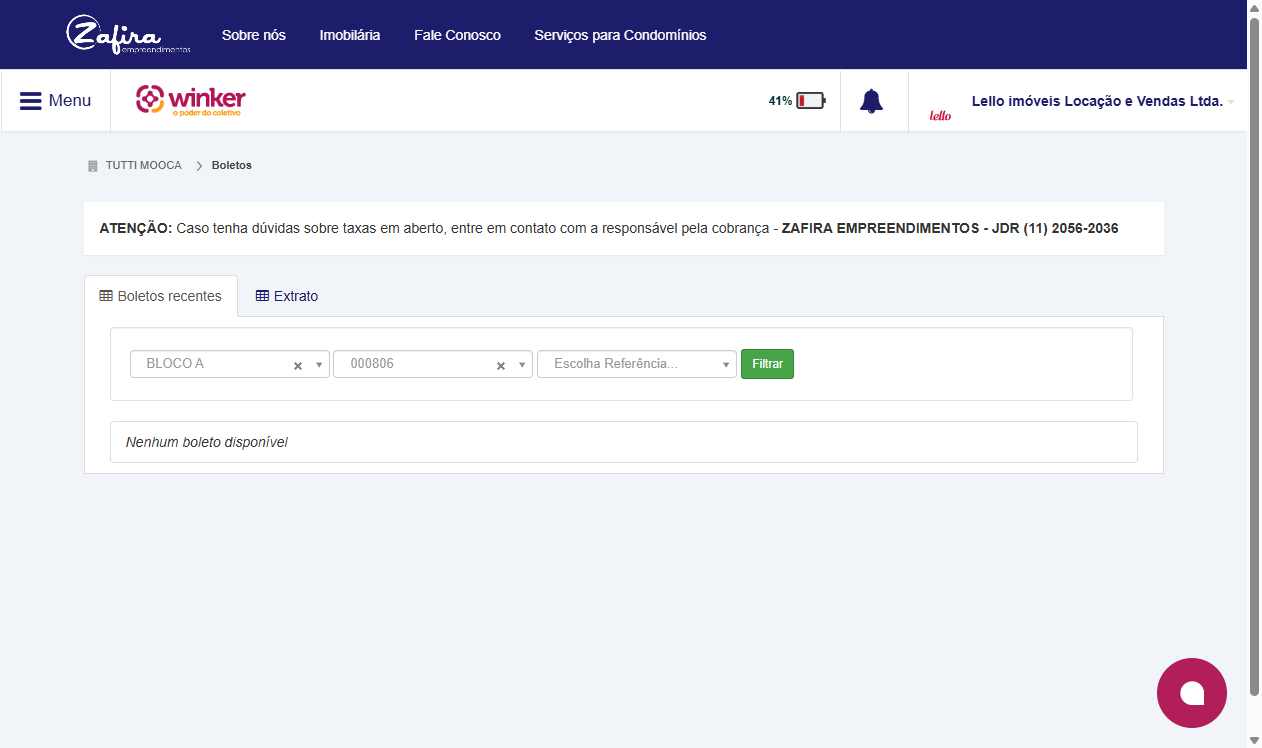 Zafira
empreendimentos
Sobre nós
Imobilária
Fale Conosco
Serviços para Condomínios
Menu
winker
o poder do coletivo
41%
lello
Lello imóveis Locação e Vendas Ltda.
TUTTI MOOCA
Boletos
ATENÇÃO: Caso tenha dúvidas sobre taxas em aberto, entre em contato com a responsável pela cobrança - ZAFIRA EMPREENDIMENTOS - JDR (11) 2056-2036
Boletos recentes
Extrato
BLOCO A
000806
Escolha Referência...
Filtrar
Nenhum boleto disponível